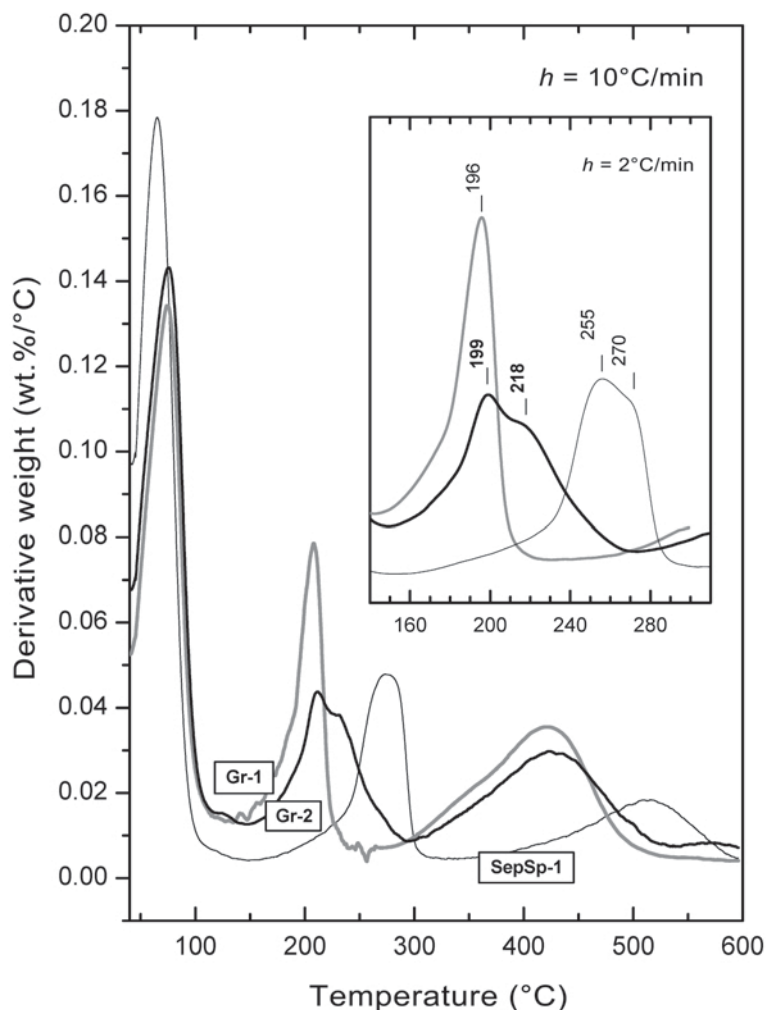 0.20
0.18
0.16
0.14
0.12
0.10
0.08
0.06
0.04
0.02
0.00
Derivative weight (wt.%/°C)
h = 10°C/min
h = 2°C/min
196
199
218
255
270
160 200 240 280
Gr-1
Gr-2
SepSp-1
100 200 300 400 500 600
Temperature (°C)